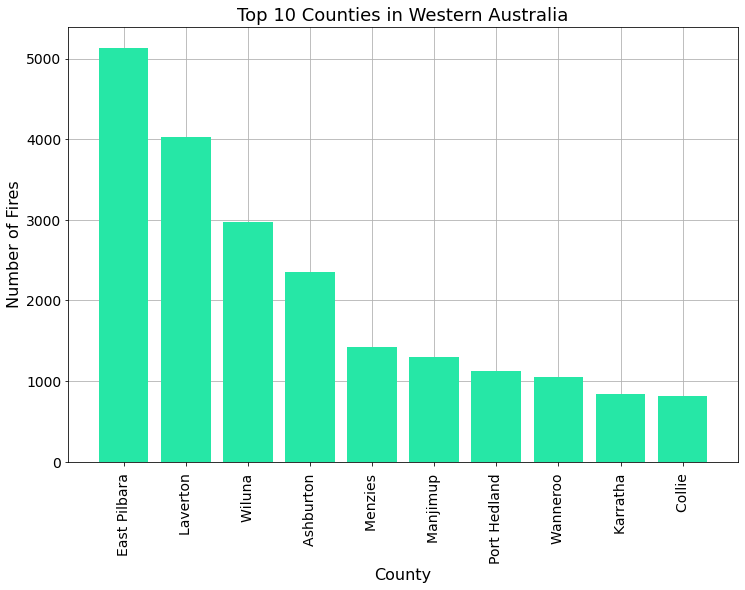 Top 10 Counties in Western Australia
Number of Fires
5000
4000
3000
2000
1000
0
East Pilbara
Laverton
Wiluna
Ashburton
Menzies
Manjimup
Port Hedland
Wanneroo
Karratha
Collie
County